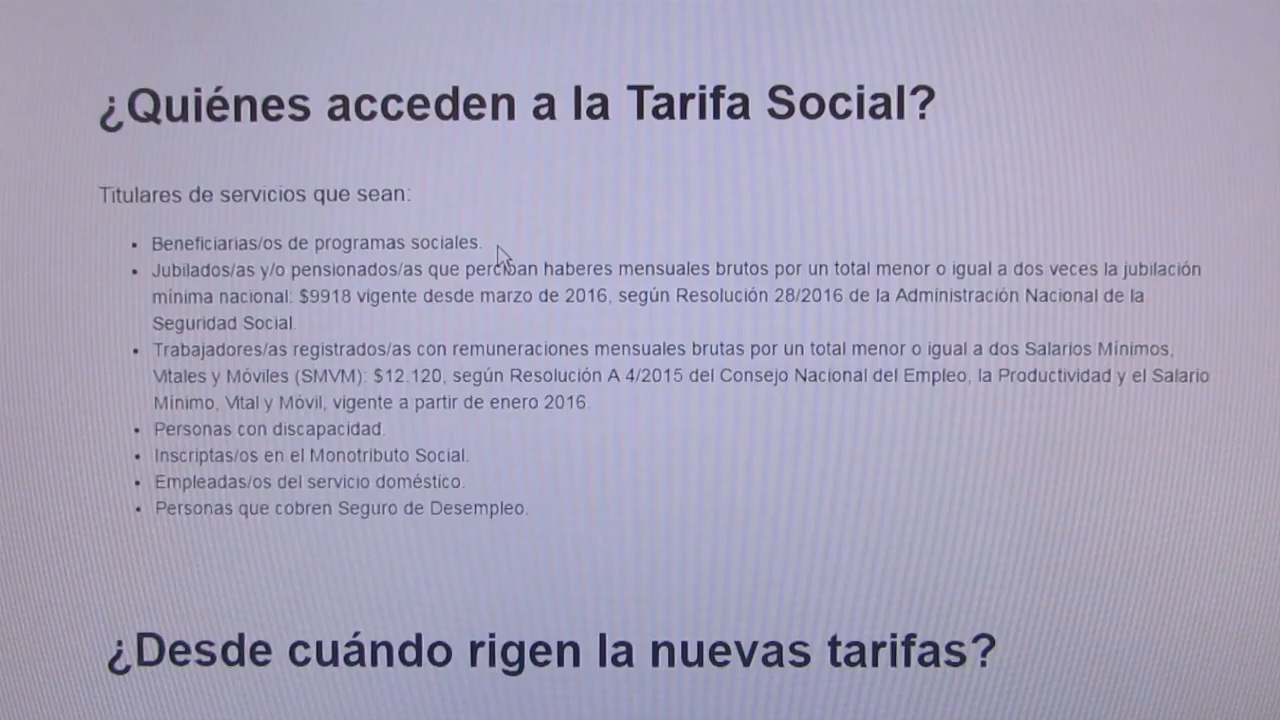 ¿Quiénes acceden a la Tarifa Social?
Titulares de servicios que sean:
• Beneficiarias/os de programas sociales.
• Jubilados/as y/o pensionados/as que perciban haberes mensuales brutos por un total menor o igual a dos veces la jubilación
mínima nacional: $9918 vigente desde marzo de 2016, según Resolución 28/2016 de la Administración Nacional de la
Seguridad Social.
• Trabajadores/as registrados/as con remuneraciones mensuales brutas por un total menor o igual a dos Salarios Mínimos,
Vitales y Móviles (SMVM): $12.120, según Resolución A 4/2015 del Consejo Nacional del Empleo, la Productividad y el Salario
Mínimo, Vital y Móvil, vigente a partir de enero 2016.
• Personas con discapacidad.
• Inscriptas/os en el Monotributo Social.
• Empleadas/os del servicio doméstico.
• Personas que cobren Seguro de Desempleo.
¿Desde cuándo rigen la nuevas tarifas?